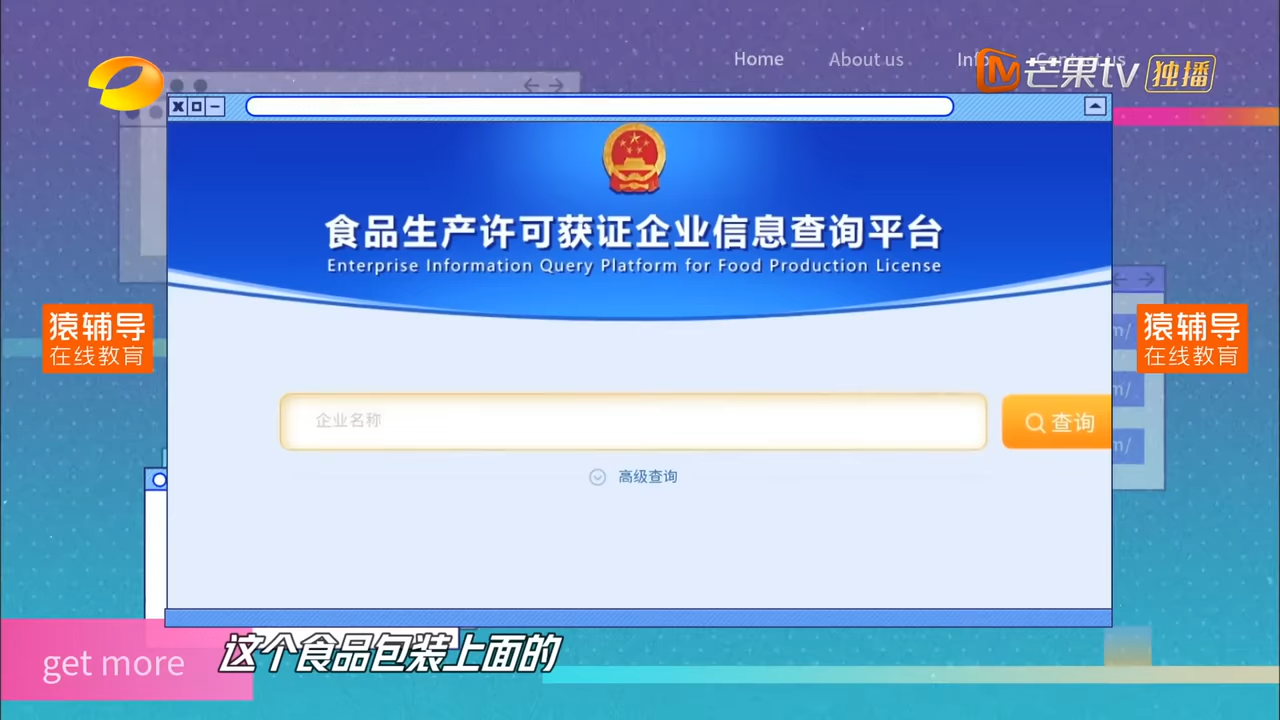 Home
About us
Info
Contact us
芒果tv 独播
食品生产许可获证企业信息查询平台
Enterprise Information Query Platform for Food Production License
猿辅导
在线教育
猿辅导
在线教育
m/
m/
m/
企业名称
查询
高级查询
这个食品包装上面的
get more